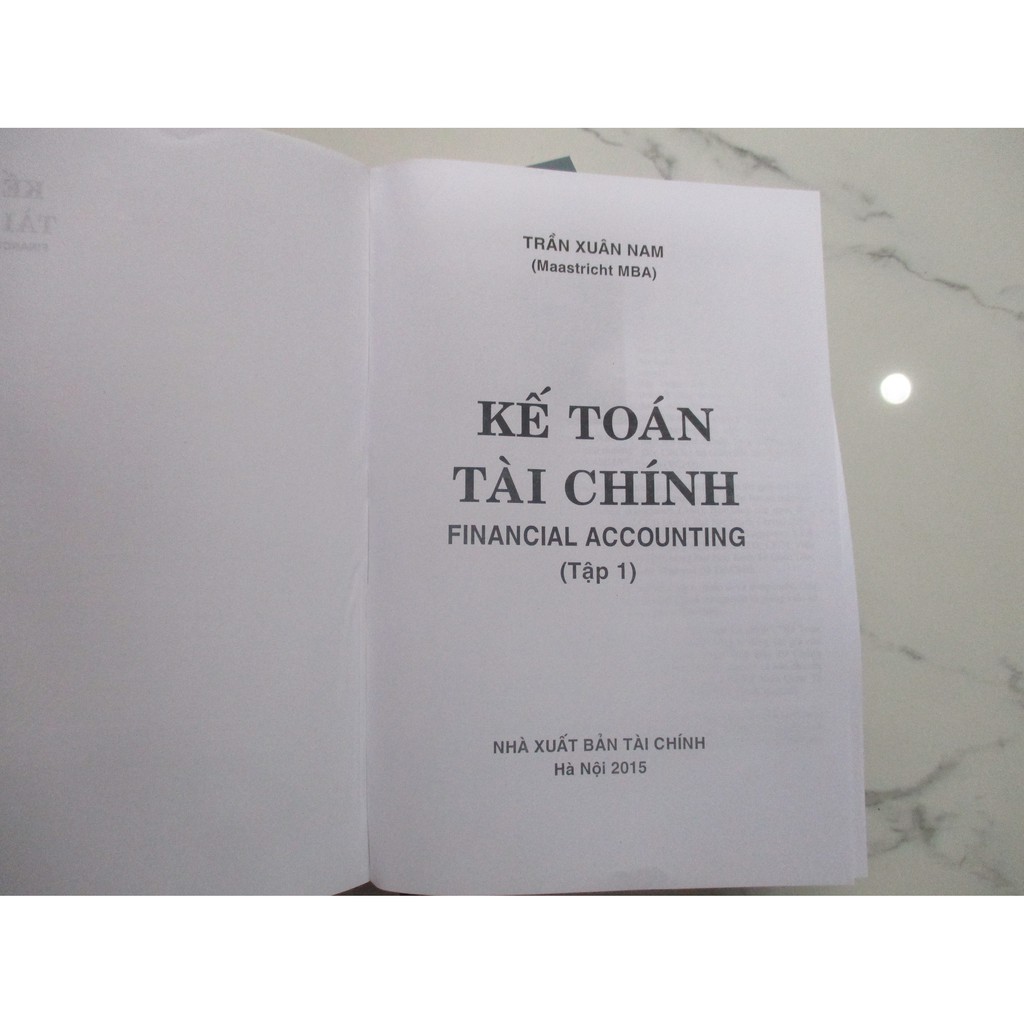 TRẦN XUÂN NAM
(Maastricht MBA)
KẾ TOÁN
TÀI CHÍNH
FINANCIAL ACCOUNTING
(Tập 1)
NHÀ XUẤT BẢN TÀI CHÍNH
Hà Nội 2015